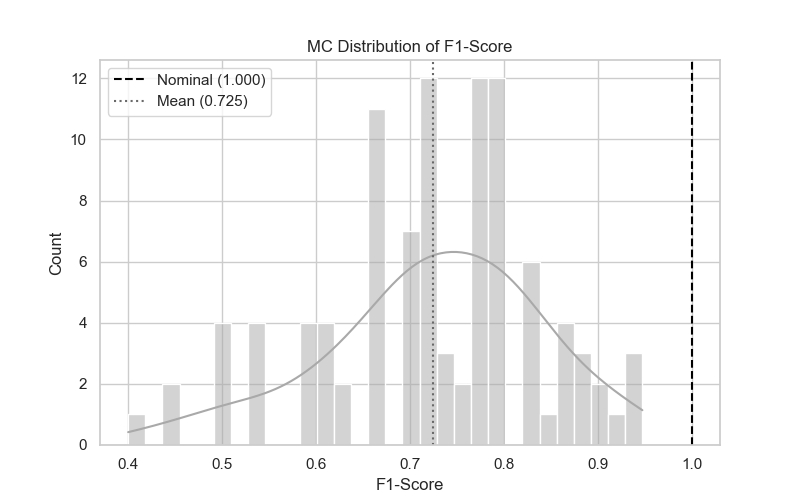 MC Distribution of F1-Score
Nominal (1.000)
Mean (0.725)
12
10
8
6
4
2
0
Count
0.4 0.5 0.6 0.7 0.8 0.9 1.0
F1-Score